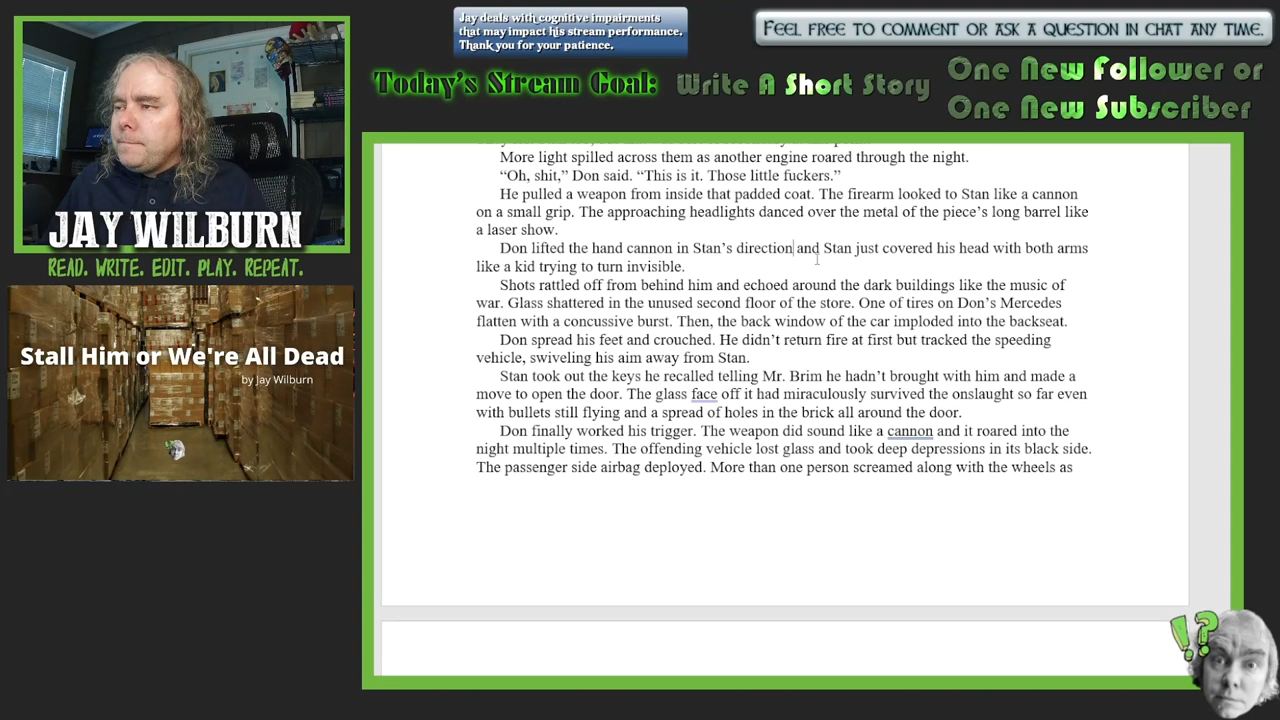 Jay deals with cognitive impairments
that may impact his stream performance.
Thank you for your patience.
Feel free to comment or ask a question in chat any time.
Today's Stream Goal:
Write A Short Story
One New Follower or
One New Subscriber
JAY WILBURN
READ. WRITE. EDIT. PLAY. REPEAT.
Stall Him or We're All Dead
by Jay Wilburn
More light spilled across them as another engine roared through the night.
“Oh, shit,” Don said. “This is it. Those little fuckers.”
He pulled a weapon from inside that padded coat. The firearm looked to Stan like a cannon
on a small grip. The approaching headlights danced over the metal of the piece’s long barrel like
a laser show.
Don lifted the hand cannon in Stan’s direction and Stan just covered his head with both arms
like a kid trying to turn invisible.
Shots rattled off from behind him and echoed around the dark buildings like the music of
war. Glass shattered in the unused second floor of the store. One of tires on Don’s Mercedes
flatten with a concussive burst. Then, the back window of the car imploded into the backseat.
Don spread his feet and crouched. He didn’t return fire at first but tracked the speeding
vehicle, swiveling his aim away from Stan.
Stan took out the keys he recalled telling Mr. Brim he hadn’t brought with him and made a
move to open the door. The glass face off it had miraculously survived the onslaught so far even
with bullets still flying and a spread of holes in the brick all around the door.
Don finally worked his trigger. The weapon did sound like a cannon and it roared into the
night multiple times. The offending vehicle lost glass and took deep depressions in its black side.
The passenger side airbag deployed. More than one person screamed along with the wheels as
!?